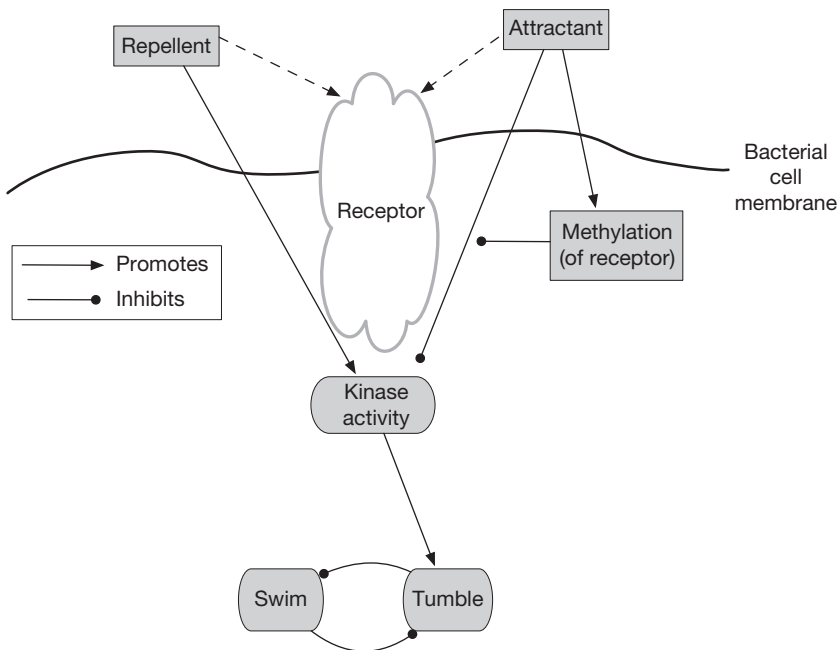 Repellent
Attractant
Receptor
Bacterial
cell
membrane
Methylation
(of receptor)
Promotes
Inhibits
Kinase
activity
Swim
Tumble